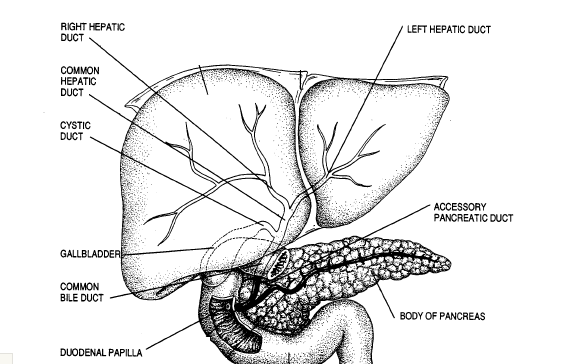 RIGHT HEPATIC
DUCT
LEFT HEPATIC DUCT
COMMON
HEPATIC
DUCT
CYSTIC
DUCT
ACCESSORY
PANCREATIC DUCT
GALLBLADDER
COMMON
BILE DUCT
BODY OF PANCREAS
DUODENAL PAPILLA